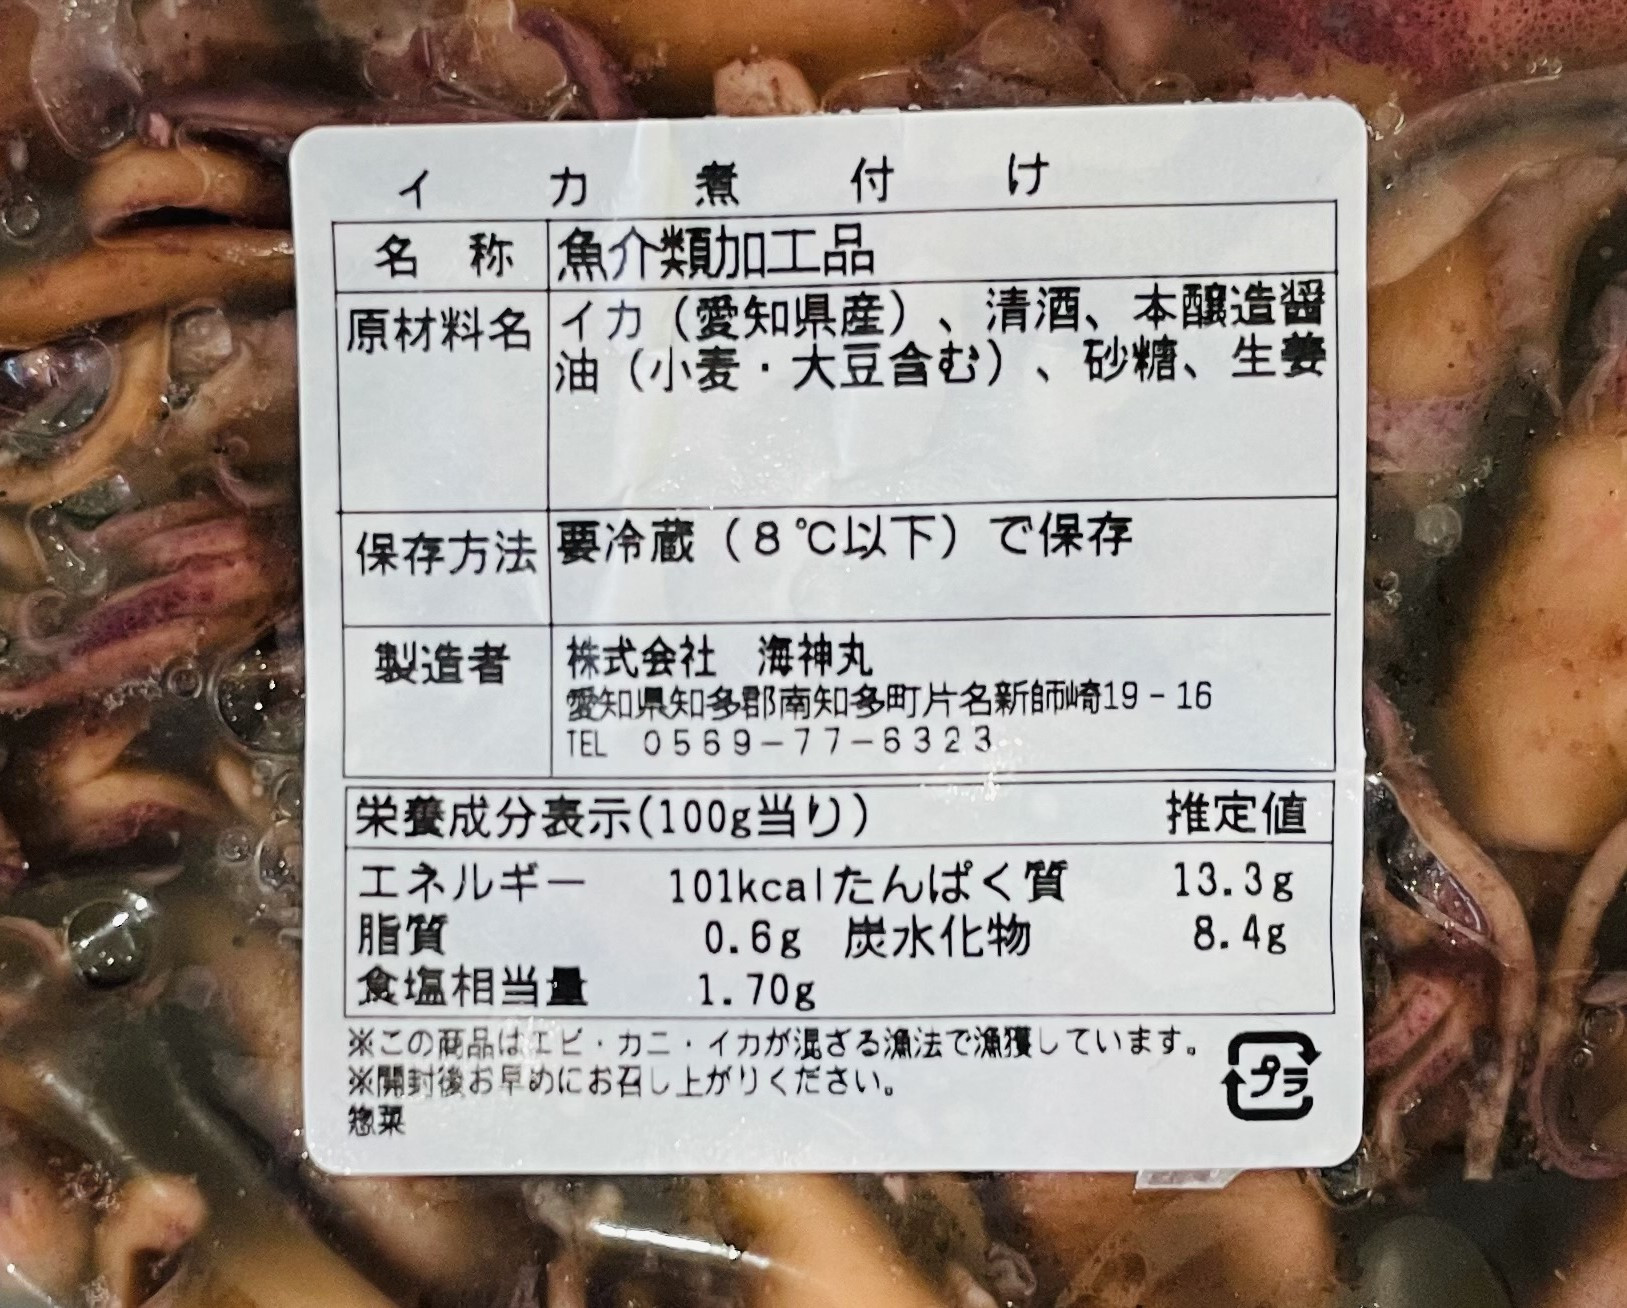 イカ煮付け
名称 魚介類加工品
原材料名 イカ（愛知県産）、清酒、本醸造醤
油（小麦・大豆含む）、砂糖、生姜
保存方法 要冷蔵（８℃以下）で保存
製造者 株式会社　海神丸
愛知県知多郡南知多町片名新師崎19-16
TEL　0569-77-6323
栄養成分表示(100g当り) 推定値
エネルギー 101kcal たんぱく質 13.3g
脂質 0.6g 炭水化物 8.4g
食塩相当量 1.70g
※この商品はエビ・カニ・イカが混ざる漁法で漁獲しています。
※開封後お早めにお召し上がりください。
惣菜
プラ